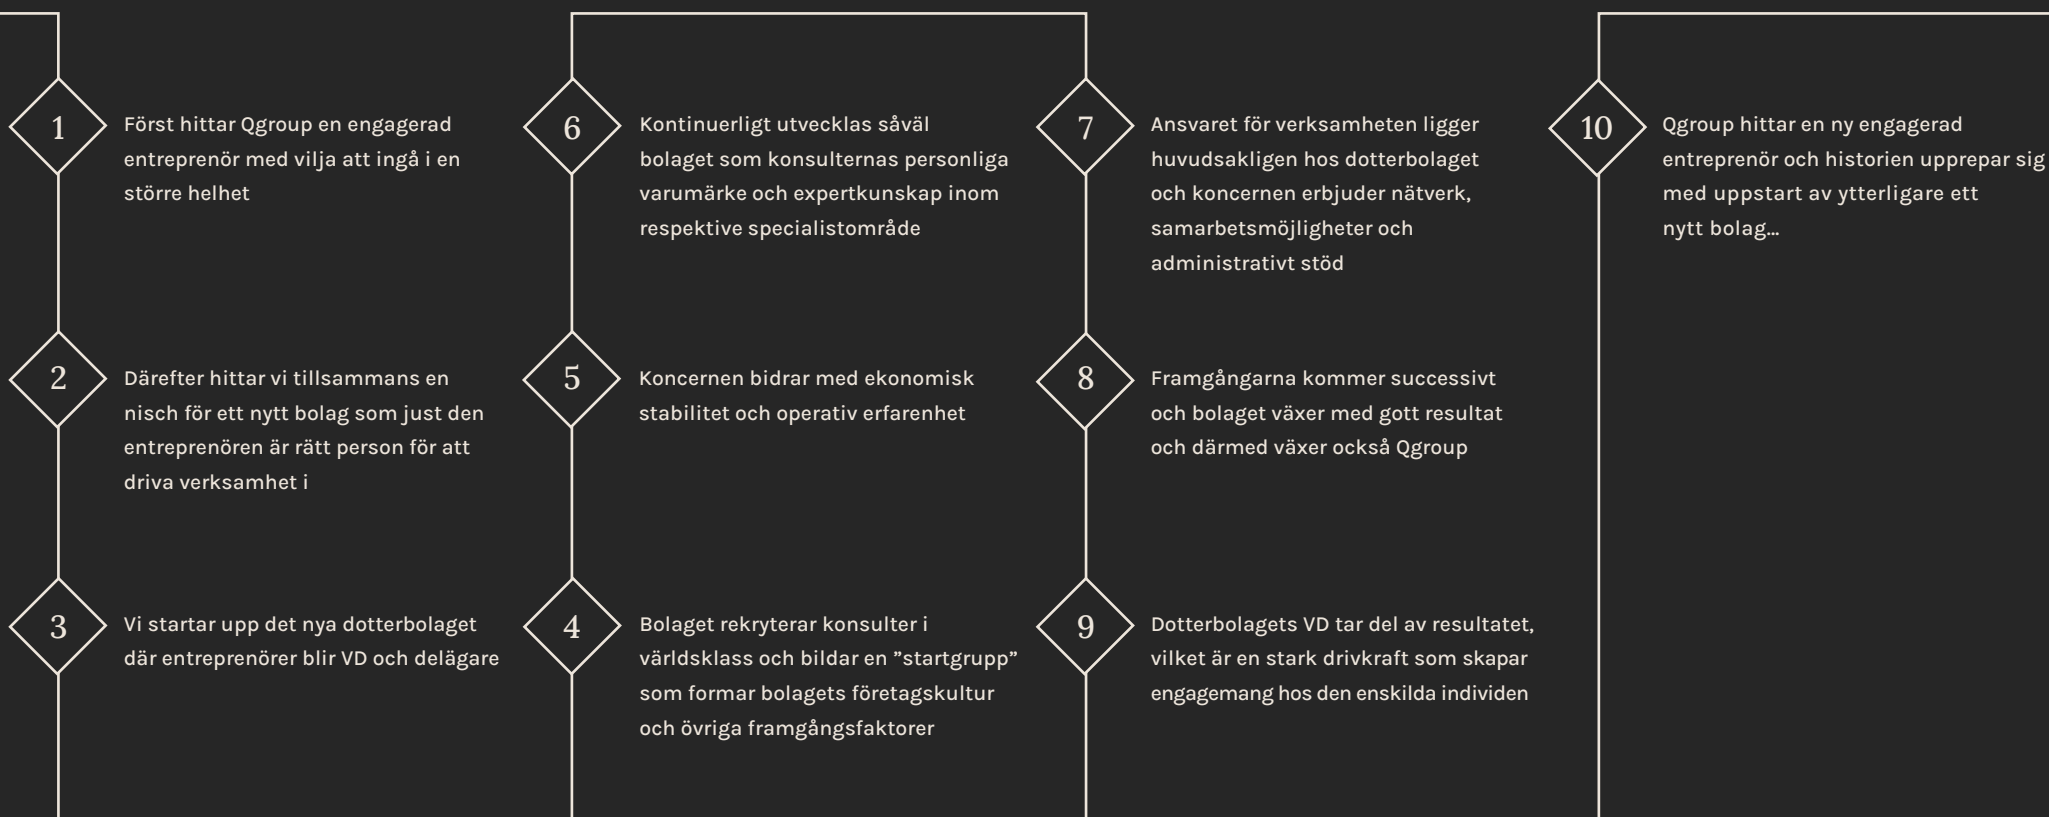 1
Först hittar Qgroup en engagerad
entreprenör med vilja att ingå i en
större helhet
2
Därefter hittar vi tillsammans en
nisch för ett nytt bolag som just den
entreprenören är rätt person för att
driva verksamhet i
3
Vi startar upp det nya dotterbolaget
där entreprenörer blir VD och delägare
4
Bolaget rekryterar konsulter i
världsklass och bildar en ”startgrupp”
som formar bolagets företagskultur
och övriga framgångsfaktorer
5
Koncernen bidrar med ekonomisk
stabilitet och operativ erfarenhet
6
Kontinuerligt utvecklas såväl
bolaget som konsulternas personliga
varumärke och expertkunskap inom
respektive specialistområde
7
Ansvaret för verksamheten ligger
huvudsakligen hos dotterbolaget
och koncernen erbjuder nätverk,
samarbetsmöjligheter och
administrativt stöd
8
Framgångarna kommer successivt
och bolaget växer med gott resultat
och därmed växer också Qgroup
9
Dotterbolagets VD tar del av resultatet,
vilket är en stark drivkraft som skapar
engagemang hos den enskilda individen
10
Qgroup hittar en ny engagerad
entreprenör och historien upprepar sig
med uppstart av ytterligare ett
nytt bolag...